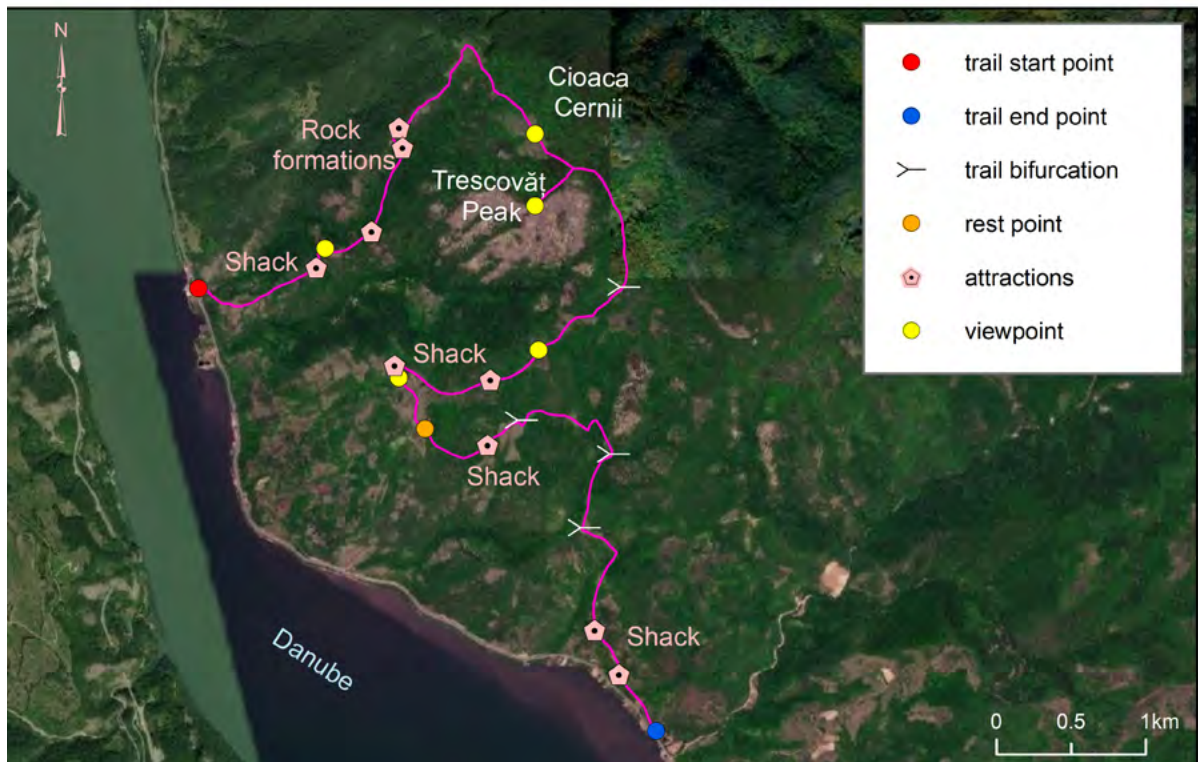 N
Cioaca
Cernii
Rock
formations
Trescovăț
Peak
Shack
Shack
Shack
Shack
Danube
trail start point
trail end point
trail bifurcation
rest point
attractions
viewpoint
0 0.5 1km